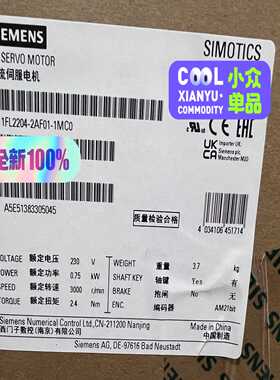 SIEMENS
SIMOTICS
SERVO MOTOR
流伺服电机
COOL 小众
XIANYU· 单品
COMMODITY
1FL2204-2AF01-1MC0
UK CA
CE
EAC
Importer UK,
Siemens plc,
Manchester M20
全新100%
A5E51383305045
质量检验合格
4 034106 451714
VOLTAGE 额定电压 230 V
POWER 额定功率 0.75 kW
SPEED 额定转速 3000 /min
TORQUE 额定扭矩 2.4 Nm
WEIGHT 重量 3.7 kg
SHAFT KEY 轴键 Yes 有
BRAKE 抱闸 No 无
ENC. 编码器 AM21bit
Siemens Numerical Control Ltd.,CN-211200 Nanjing
西门子数控(南京)有限公司
Siemens AG, DE-97616 Bad Neustadt
Made in China
中国制造